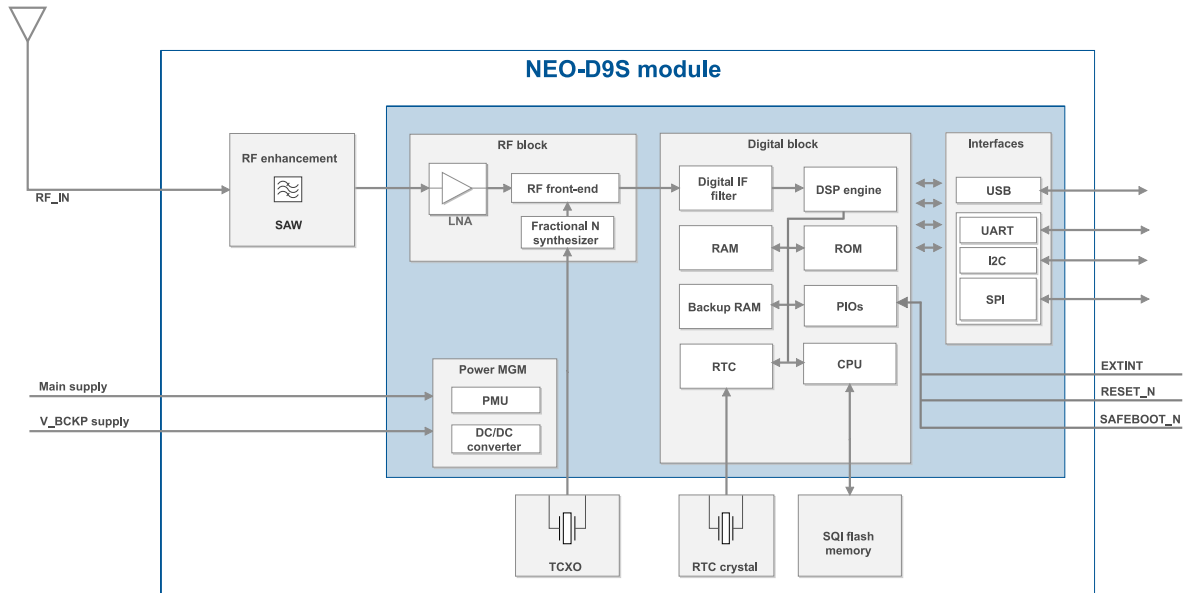 NEO-D9S module
RF_IN
RF enhancement
SAW
RF block
LNA
RF front-end
Fractional N
synthesizer
Digital block
Digital IF
filter
DSP engine
RAM
ROM
Backup RAM
PIOs
RTC
CPU
Interfaces
USB
UART
I2C
SPI
Main supply
V_BCKP supply
Power MGM
PMU
DC/DC
converter
EXTINT
RESET_N
SAFEBOOT_N
TCXO
RTC crystal
SQI flash
memory